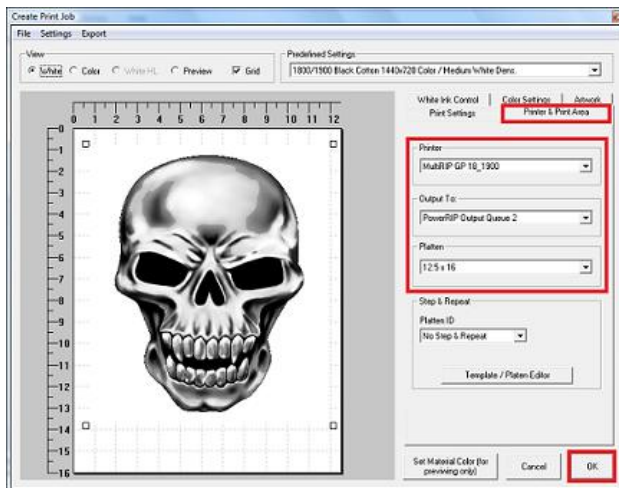 Create Print Job
File Settings Export
View
White Color White HL Preview Grid
Predefined Settings
1800/1900 Black Cotton 1440x720 Color / Medium White Dens.
White Ink Control Color Settings Artwork
Print Settings Printer & Print Area
0 1 2 3 4 5 6 7 8 9 10 11 12
0
1
2
3
4
5
6
7
8
9
10
11
12
13
14
15
16
Printer
MultiRIP GP 18_1900
Output To:
PowerRIP Output Queue 2
Platten
12.5 x 16
Step & Repeat
Platten ID
No Step & Repeat
Template / Platen Editor
Set Material Color (for
previewing only)
Cancel
OK